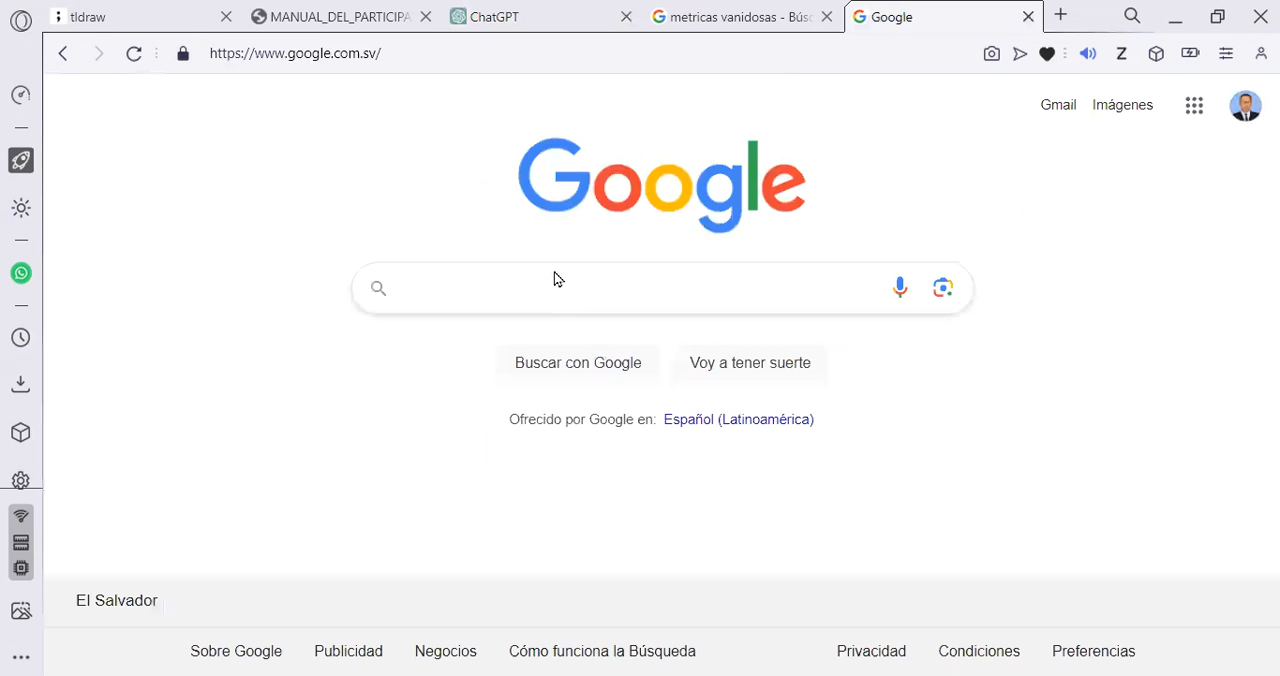 tldraw
MANUAL_DEL_PARTICIPA
ChatGPT
metricas vanidosas - Bús
Google
https://www.google.com.sv/
Z
Gmail
Imágenes
Google
Buscar con Google
Voy a tener suerte
Ofrecido por Google en: Español (Latinoamérica)
El Salvador
Sobre Google
Publicidad
Negocios
Cómo funciona la Búsqueda
Privacidad
Condiciones
Preferencias